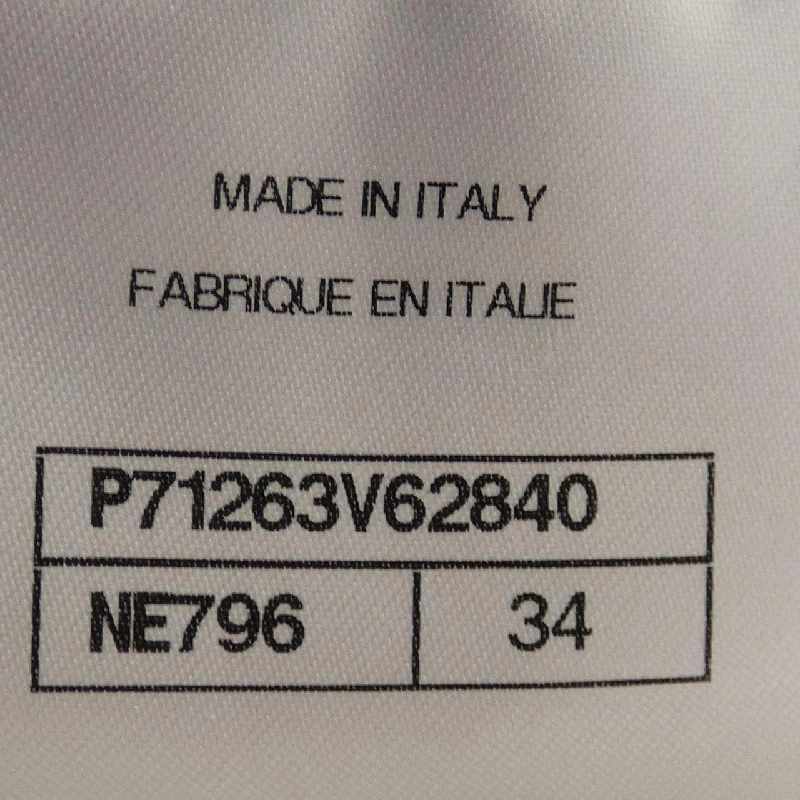 MADE IN ITALY
FABRIQUE EN ITALIE
P71263V62840
NE796 34